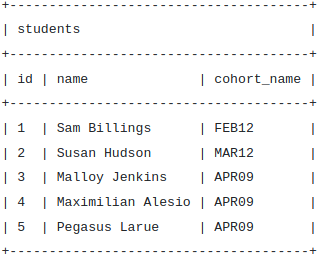 +--------------------------------------+
| students                             |
+--------------------------------------+
| id | name              | cohort_name |
+--------------------------------------+
| 1  | Sam Billings      | FEB12       |
| 2  | Susan Hudson      | MAR12       |
| 3  | Malloy Jenkins    | APR09       |
| 4  | Maximilian Alesio | APR09       |
| 5  | Pegasus Larue     | APR09       |
+--------------------------------------+